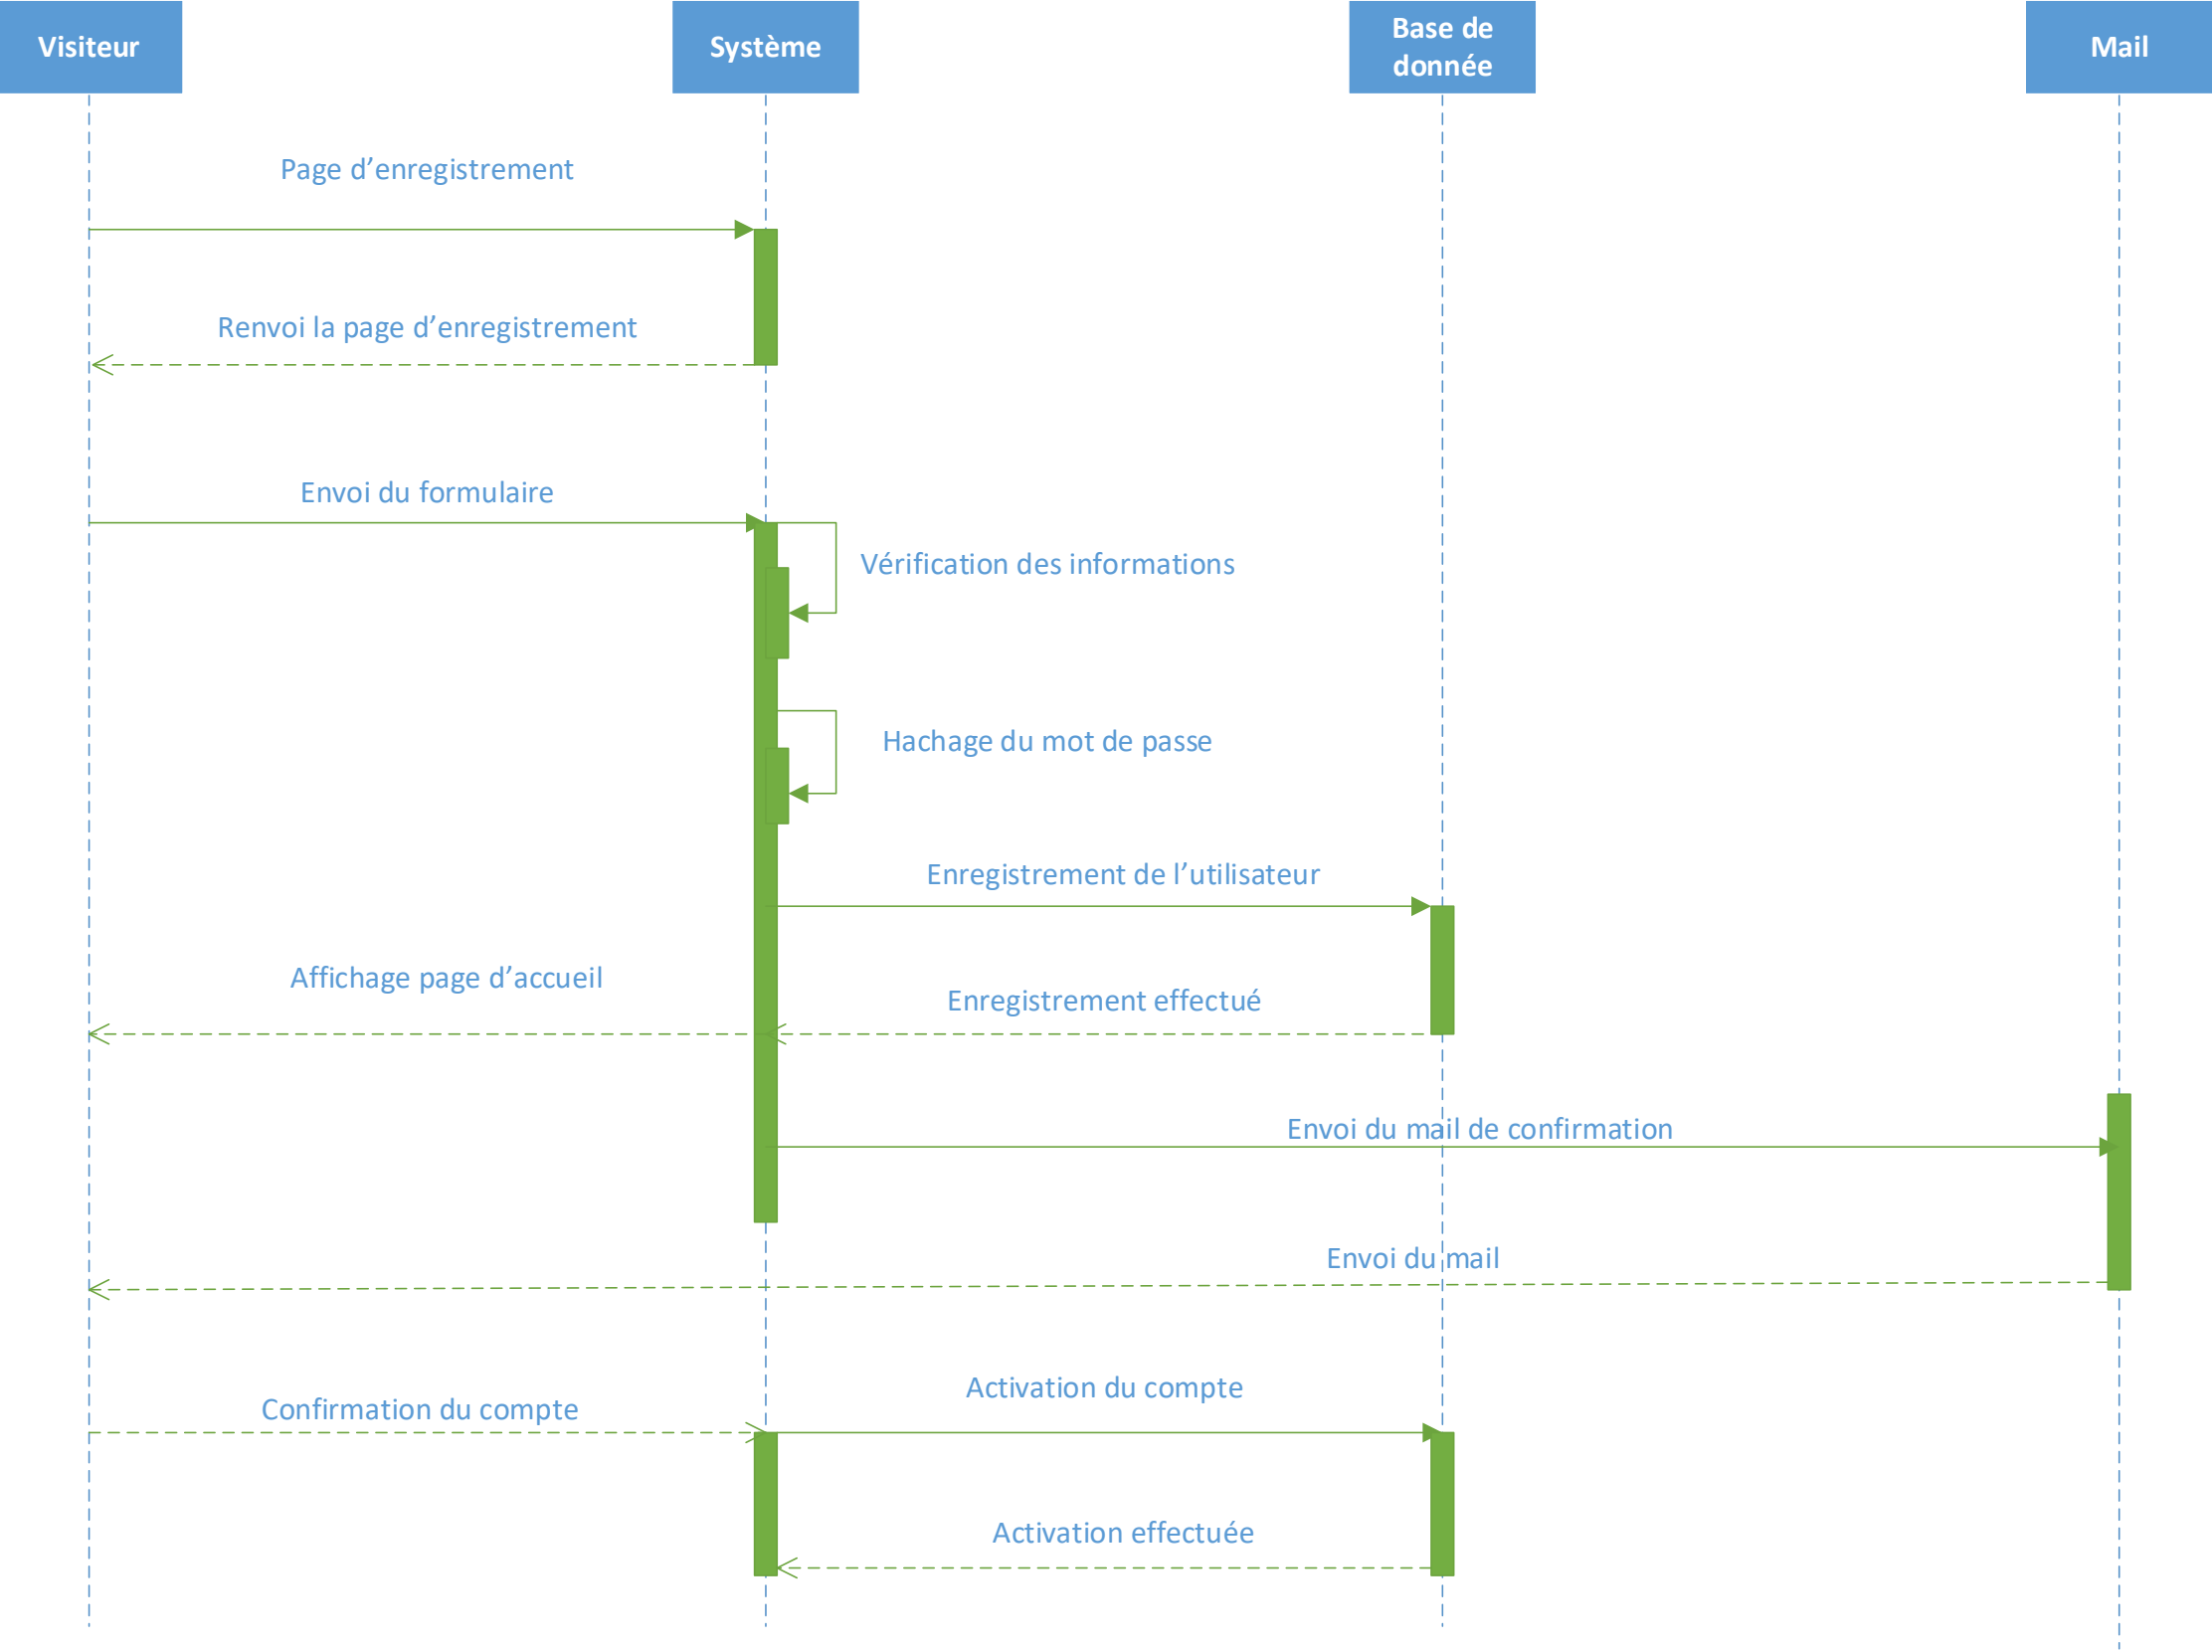 Visiteur
Système
Base de
donnée
Mail
Page d’enregistrement
Renvoi la page d’enregistrement
Envoi du formulaire
Vérification des informations
Hachage du mot de passe
Enregistrement de l’utilisateur
Affichage page d’accueil
Enregistrement effectué
Envoi du mail de confirmation
Envoi du mail
Activation du compte
Confirmation du compte
Activation effectuée